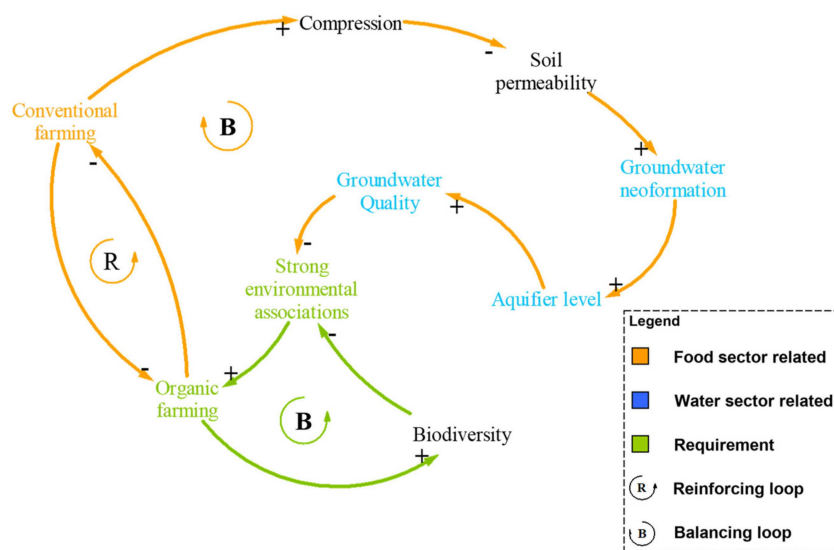 Compression
+
-
Soil
permeability
Conventional
farming
B
-
+
Groundwater
Quality
+
Groundwater
neoformation
R
-
Strong
environmental
associations
+
Aquifier level
-
Legend
Food sector related
-
+
Organic
farming
B
Water sector related
Biodiversity
+
Requirement
R
Reinforcing loop
B
Balancing loop